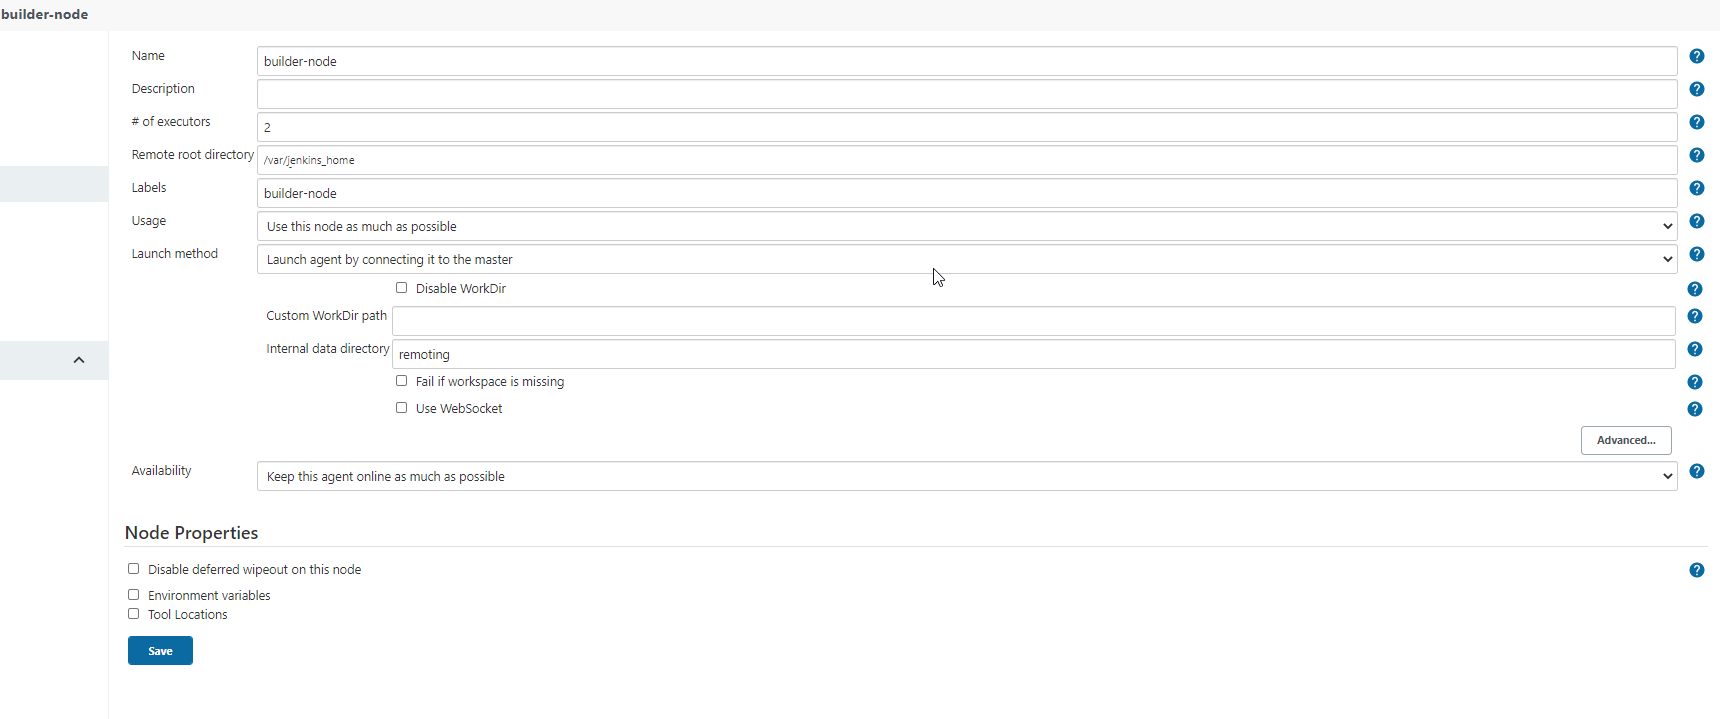 builder-node
Name
builder-node
Description
# of executors
2
Remote root directory
/var/jenkins_home
Labels
builder-node
Usage
Use this node as much as possible
Launch method
Launch agent by connecting it to the master
Disable WorkDir
Custom WorkDir path
Internal data directory
remoting
Fail if workspace is missing
Use WebSocket
Advanced...
Availability
Keep this agent online as much as possible
Node Properties
Disable deferred wipeout on this node
Environment variables
Tool Locations
Save